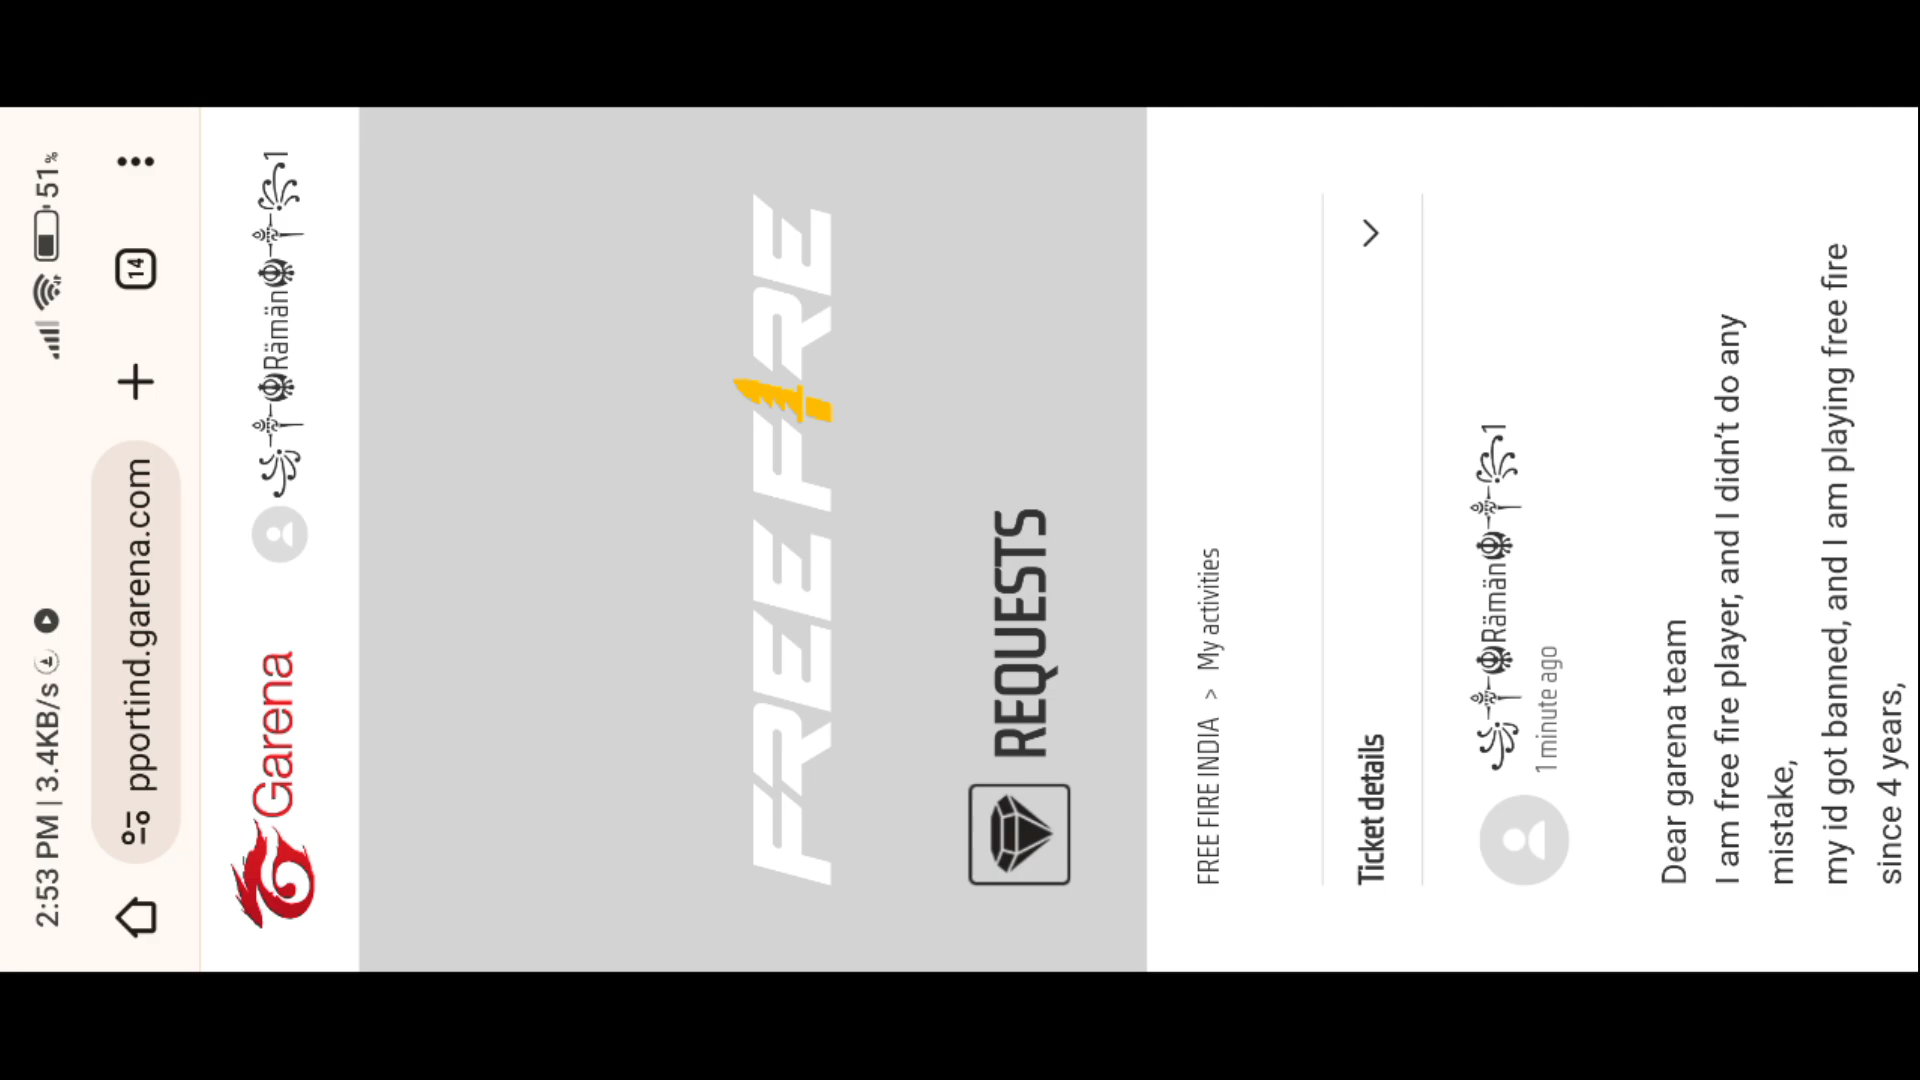 2:53 PM | 3.4KB/s 51%
pportind.garena.com 14
Garena ꧁༒☬Rämän☬༒꧂1
FREE FIRE
REQUESTS
FREE FIRE INDIA > My activities
Ticket details
꧁༒☬Rämän☬༒꧂1
1 minute ago
Dear garena team
I am free fire player, and I didn't do any
mistake,
my id got banned, and I am playing free fire
since 4 years,